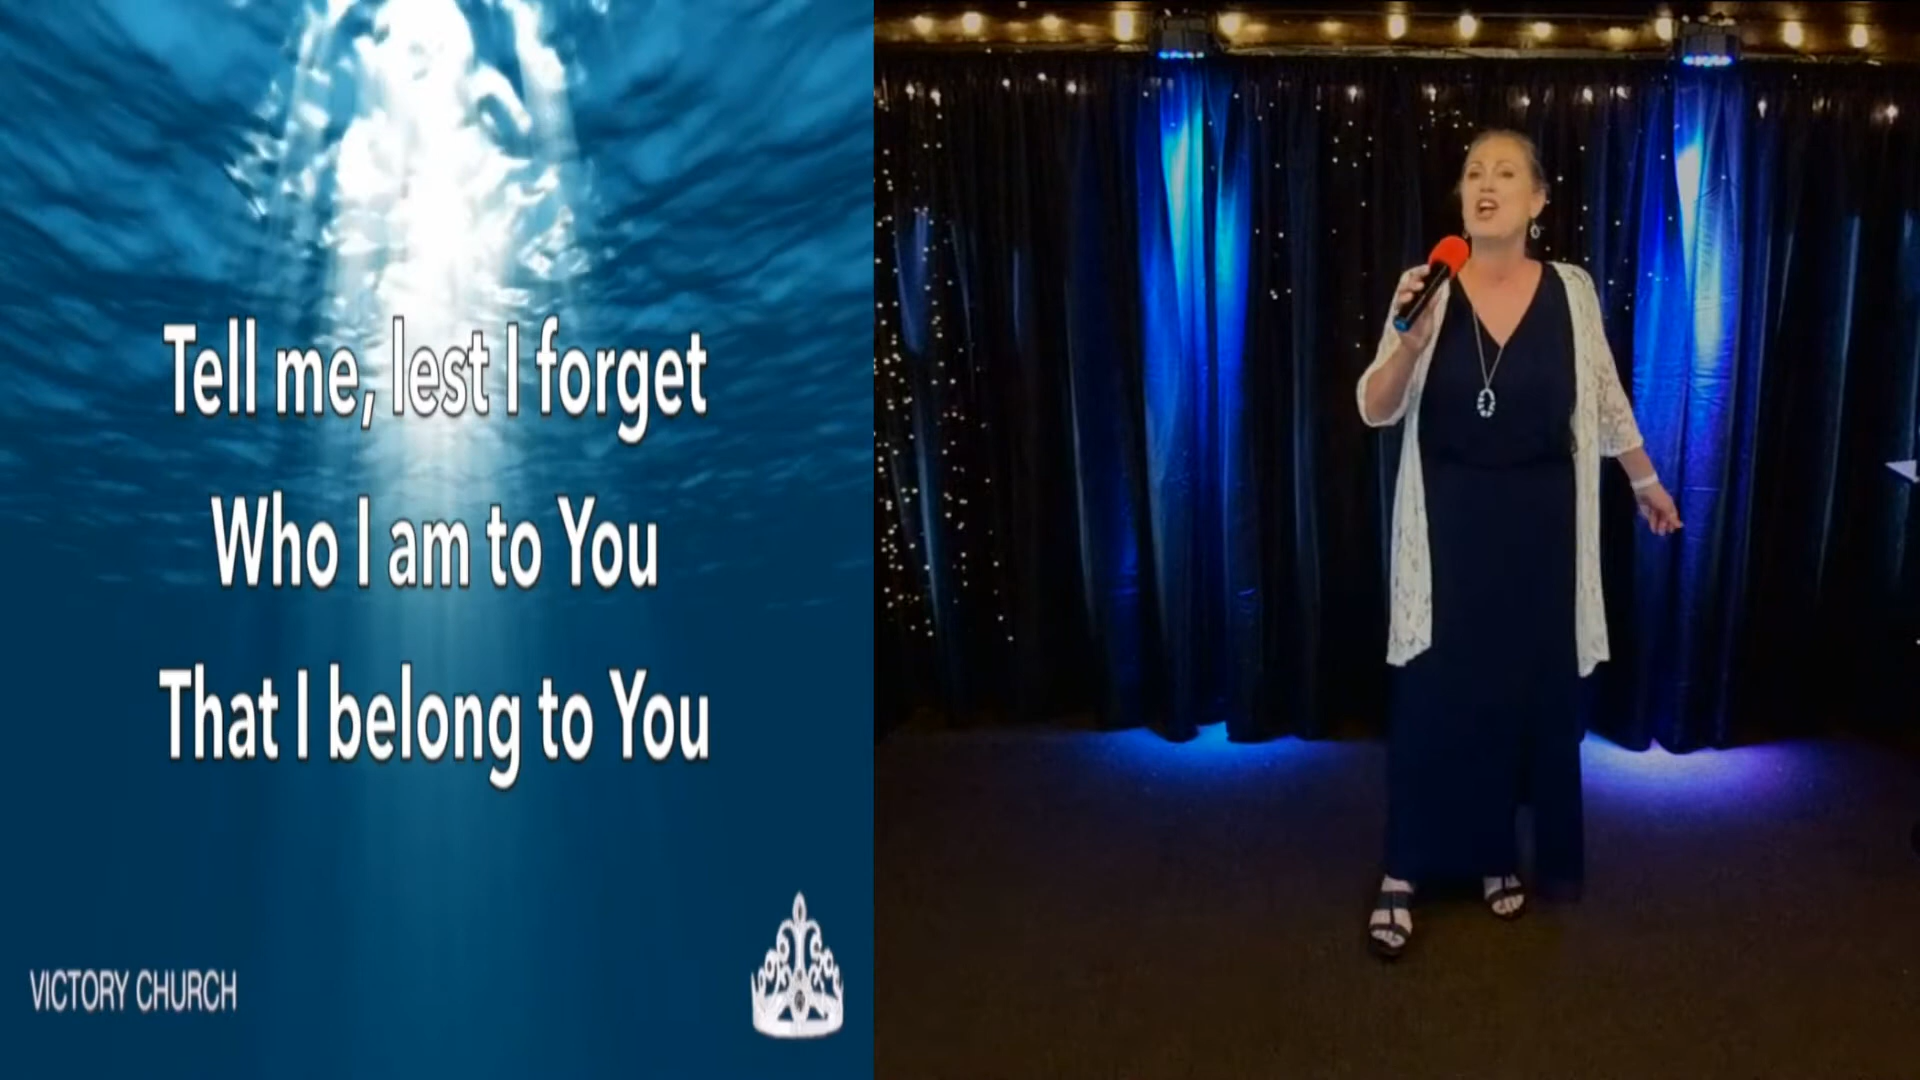 Tell me, lest I forget
Who I am to You
That I belong to You
VICTORY CHURCH